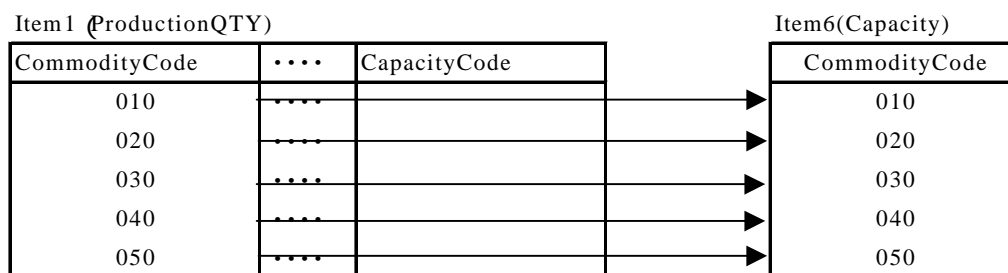 Item1 (ProductionQTY) Item6(Capacity)
CommodityCode •••• CapacityCode CommodityCode
010 •••• 010
020 •••• 020
030 •••• 030
040 •••• 040
050 •••• 050